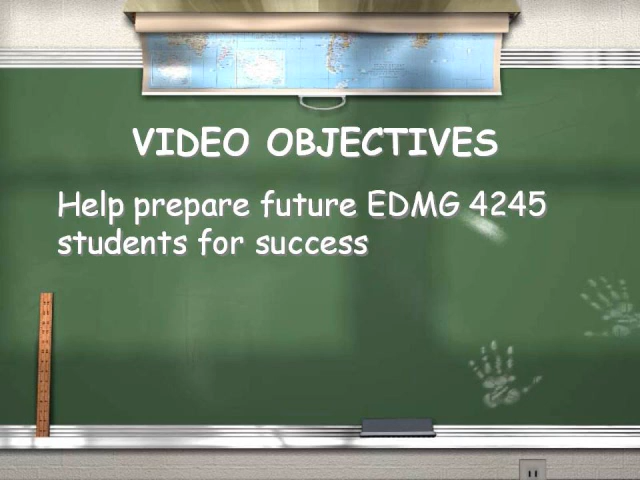 VIDEO OBJECTIVES
Help prepare future EDMG 4245
students for success